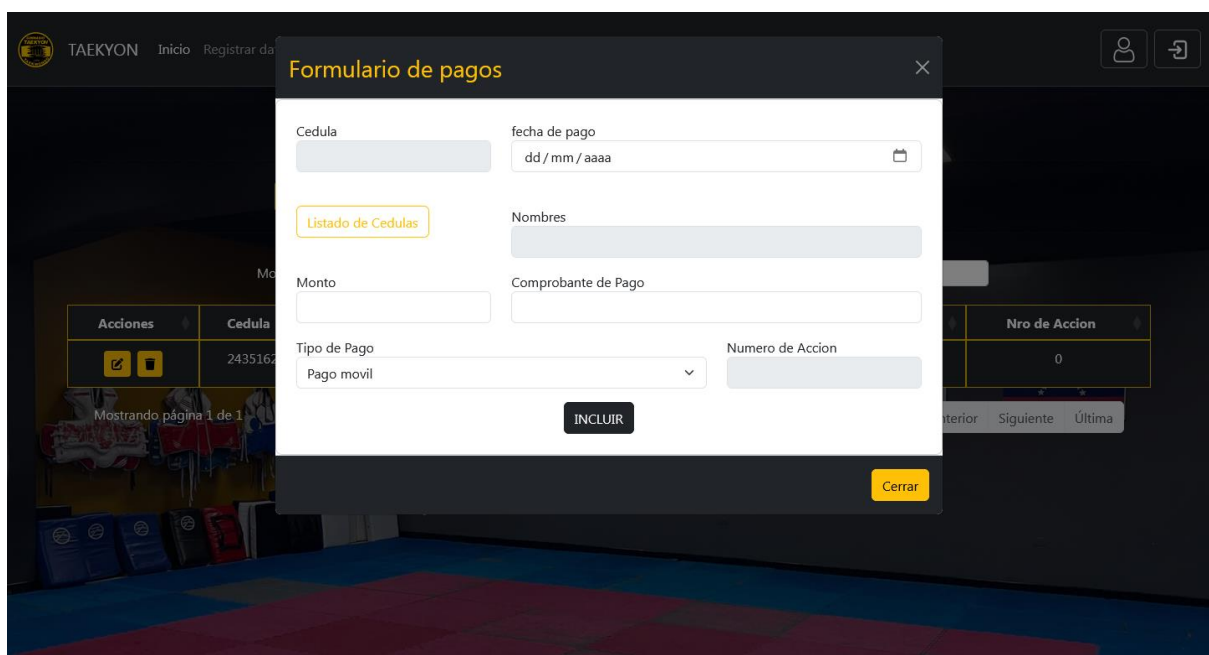 TAEKYON Inicio Registrar da
Formulario de pagos
Cedula
fecha de pago
dd / mm / aaaa
Listado de Cedulas
Nombres
Mo
Monto
Comprobante de Pago
Acciones Cedula Nro de Accion
2435162 0
Tipo de Pago
Numero de Accion
Pago movil
Mostrando página 1 de 1
nterior Siguiente Última
INCLUIR
Cerrar